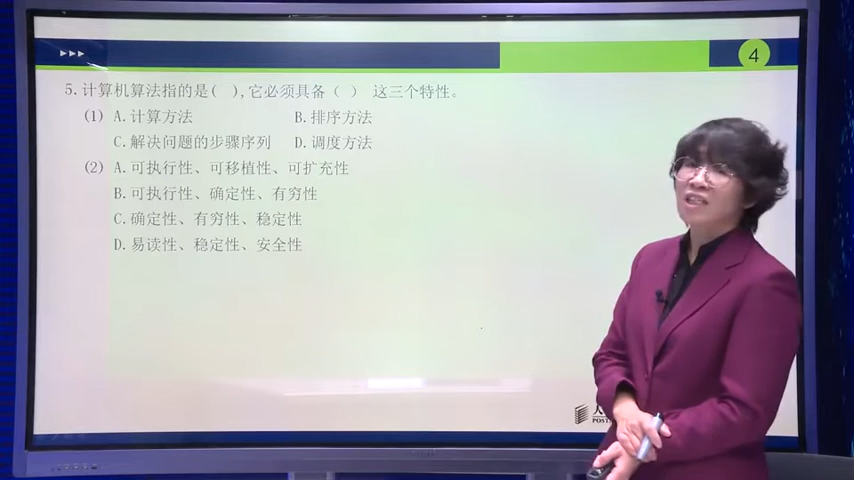 4
5.计算机算法指的是( ),它必须具备( ) 这三个特性。
(1) A.计算方法 B.排序方法
C.解决问题的步骤序列 D.调度方法
(2) A.可执行性、可移植性、可扩充性
B.可执行性、确定性、有穷性
C.确定性、有穷性、稳定性
D.易读性、稳定性、安全性